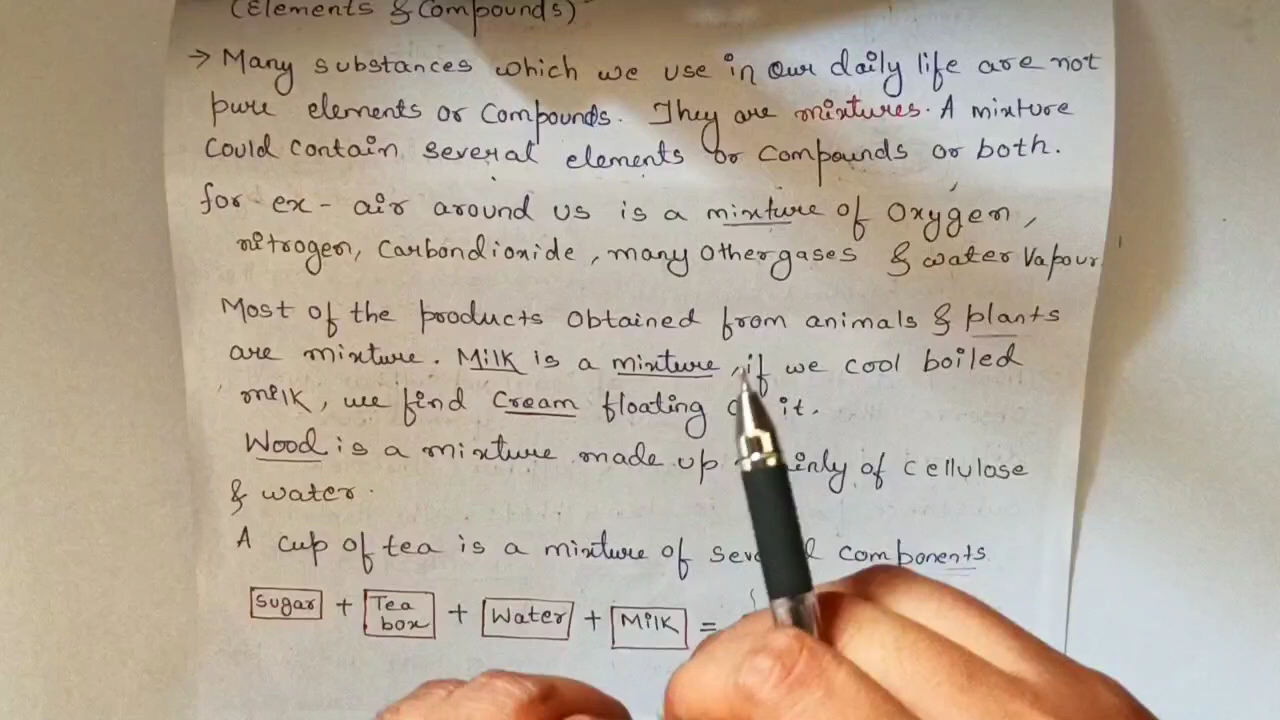 (Elements & Compounds)
→ Many substances which we use in our daily life are not
pure elements or compounds. They are mixtures. A mixture
could contain several elements or compounds or both.
for ex- air around us is a mixture of oxygen,
nitrogen, carbondioxide, many other gases & water vapour
Most of the products obtained from animals & plants
are mixture. Milk is a mixture, if we cool boiled
milk, we find cream floating it.
Wood is a mixture made up of cellulose
& water.
A cup of tea is a mixture of components
Sugar + Tea box + Water + Milk =